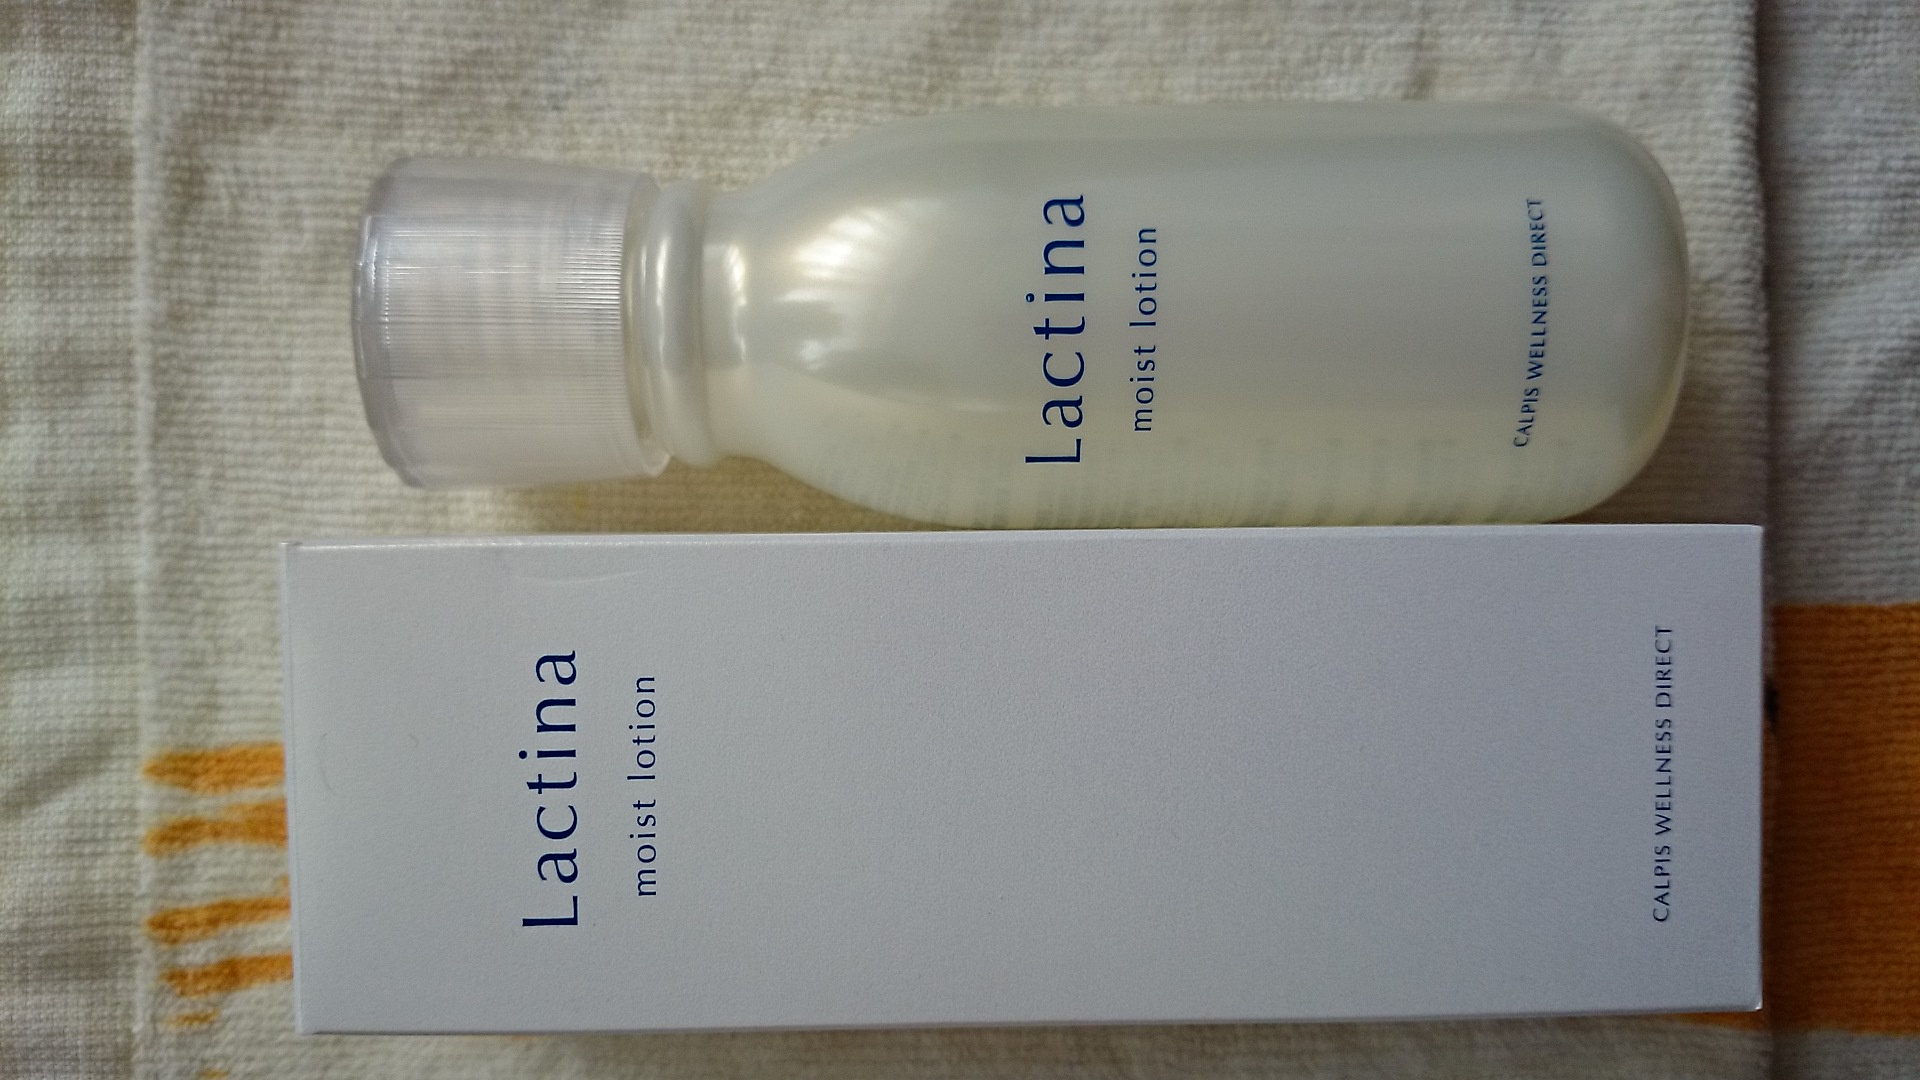 Lactina
moist lotion
CALPIS WELLNESS DIRECT
Lactina
moist lotion
CALPIS WELLNESS DIRECT